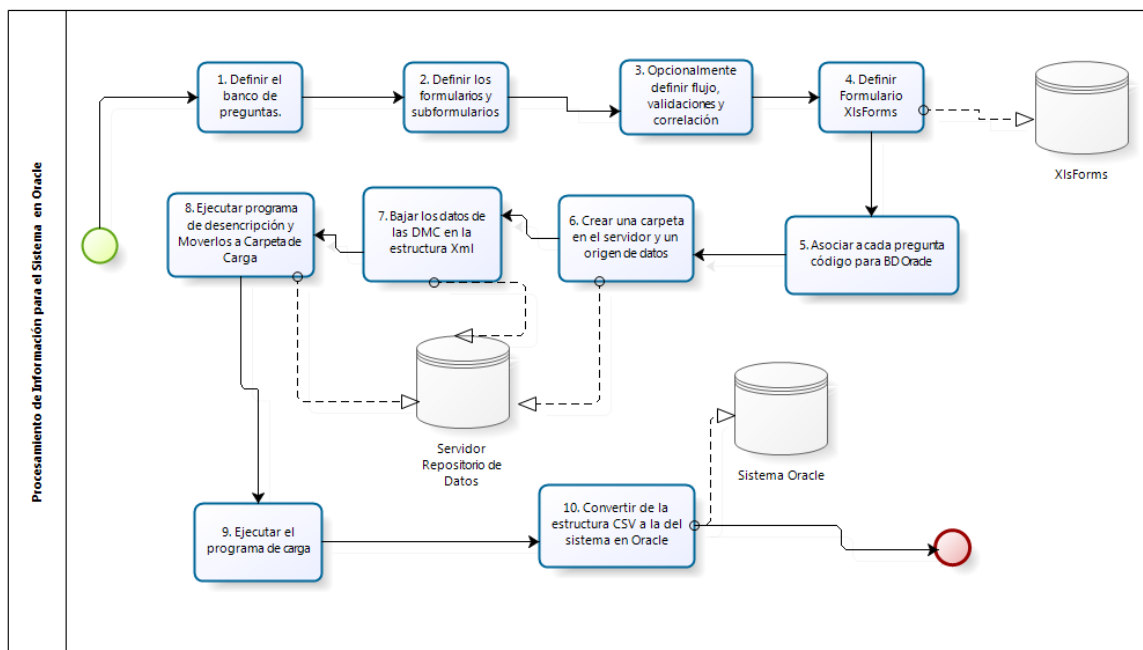 Procesamiento de Información para el Sistema en Oracle
1. Definir el
banco de
preguntas.
2. Definir los
formularios y
subformularios
3. Opcionalmente
definir flujo,
validaciones y
correlación
4. Definir
Formulario
XlsForms
XlsForms
8. Ejecutar programa
de desencripción y
Moverlos a Carpeta de
Carga
7. Bajar los datos de
las DMC en la
estructura Xml
6. Crear una carpeta
en el servidor y un
origen de datos
5. Asociar a cada pregunta
código para BD Oracle
Servidor
Repositorio de
Datos
Sistema Oracle
9. Ejecutar el
programa de carga
10. Convertir de la
estructura CSV a la del
sistema en Oracle